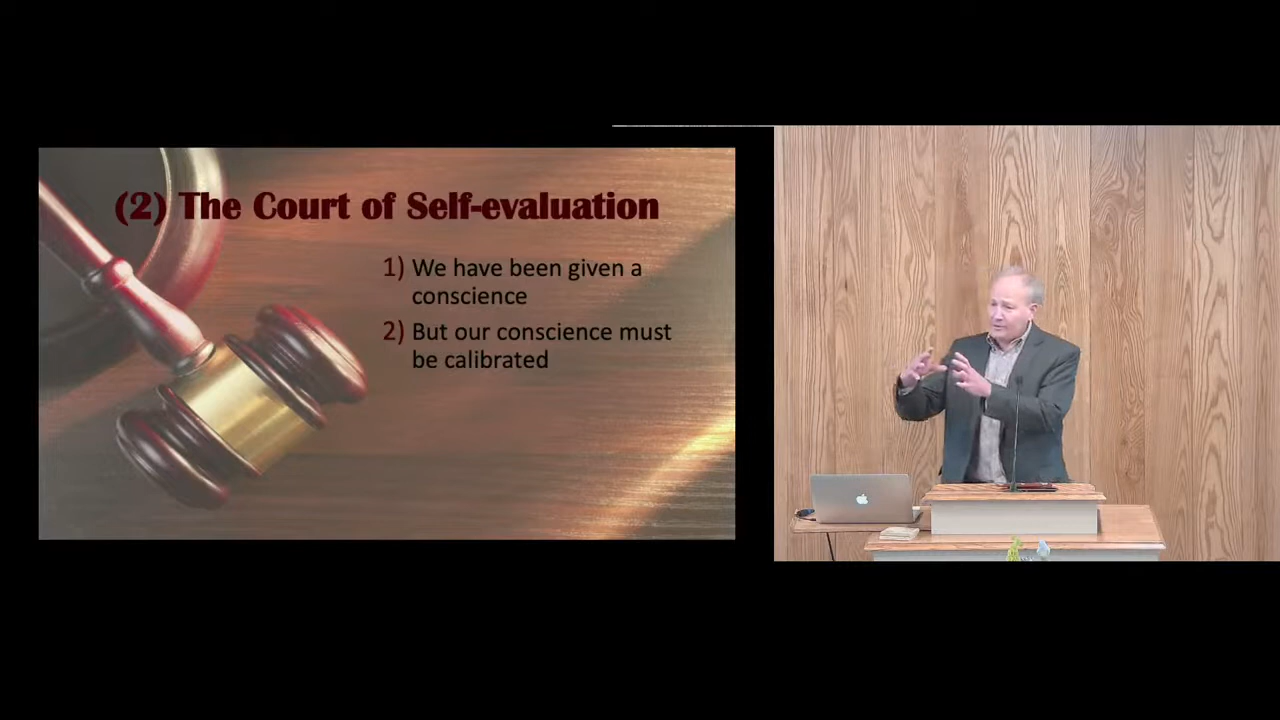 (2) The Court of Self-evaluation
1) We have been given a
conscience
2) But our conscience must
be calibrated